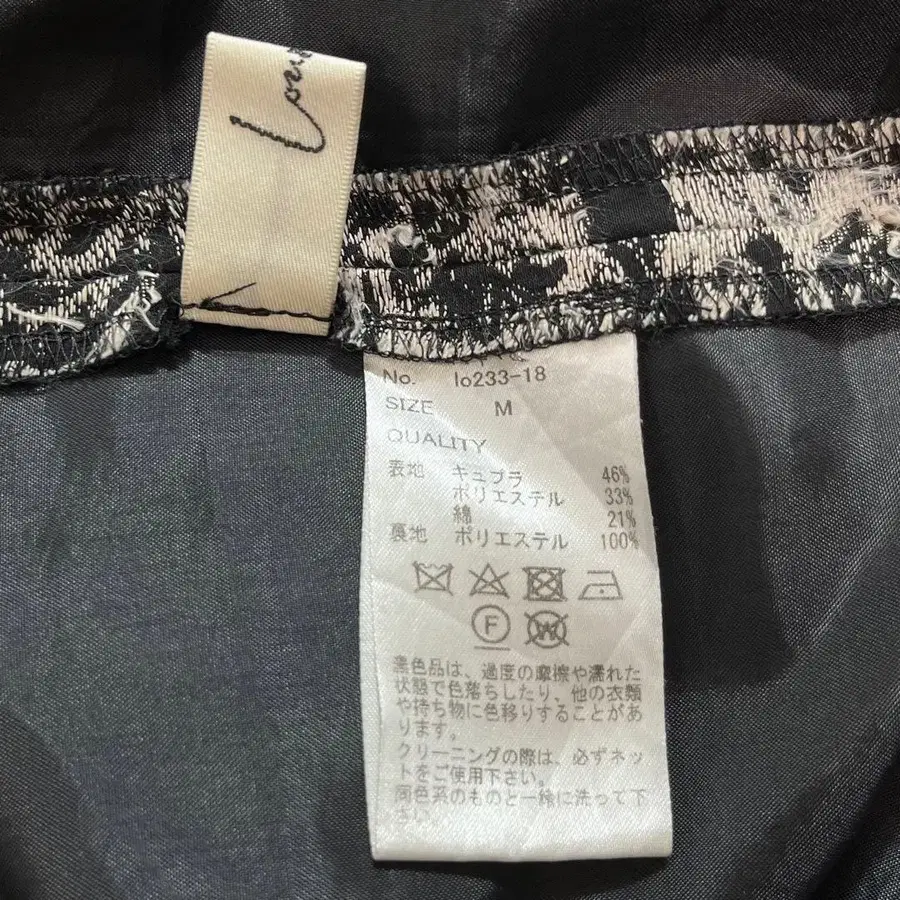 No. lo233-18
SIZE M
QUALITY
表地 キュプラ 46%
ポリエステル 33%
綿 21%
裏地 ポリエステル 100%
F
W
濃色品は、過度の摩擦や濡れた
状態で色落ちしたり、他の衣類
や持ち物に色移りすることがあ
ります。
クリーニングの際は、必ずネッ
トをご使用下さい。
同色系のものと一緒に洗って下
さい。